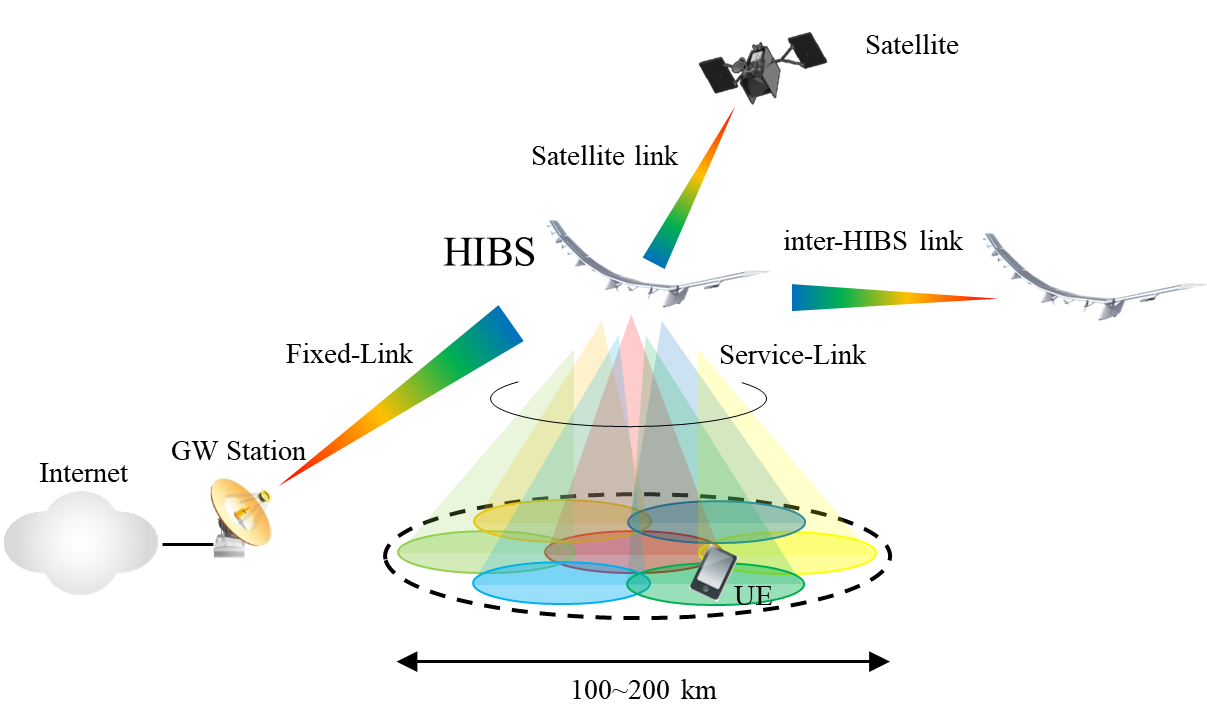 Satellite
Satellite link
inter-HIBS link
HIBS
Fixed-Link
Service-Link
GW Station
Internet
UE
100~200 km